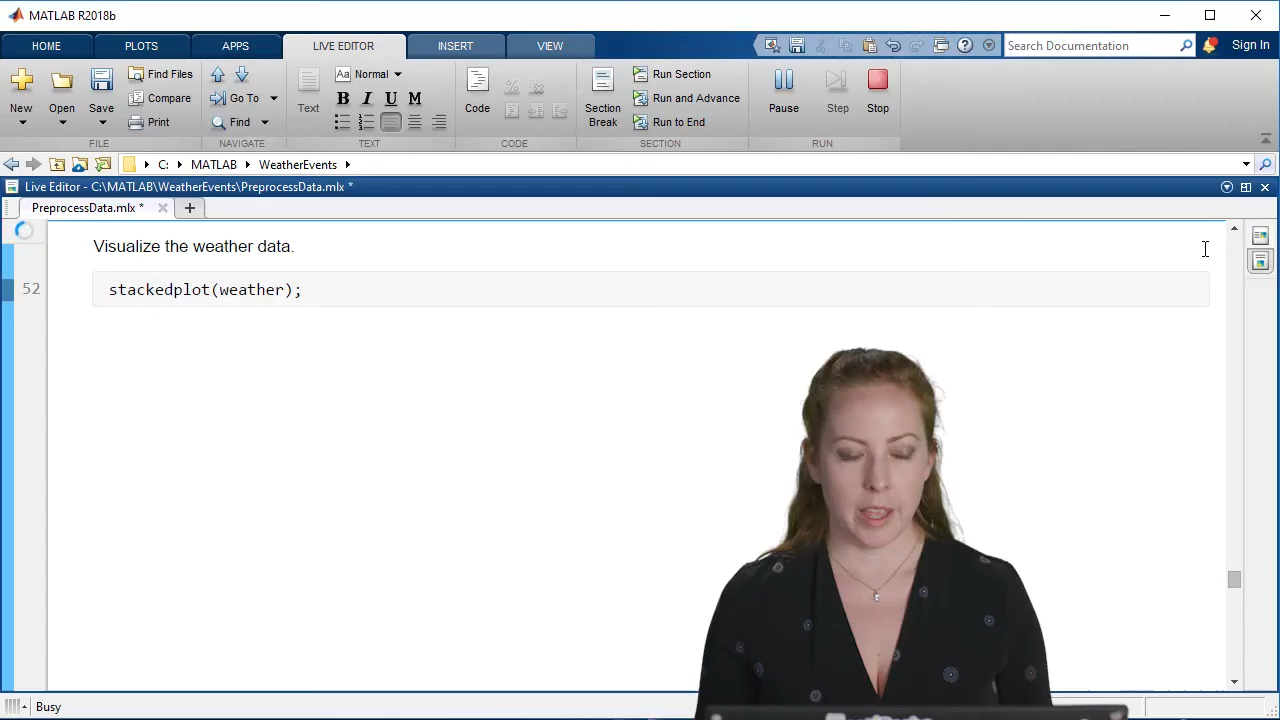 MATLAB R2018b
HOME
PLOTS
APPS
LIVE EDITOR
INSERT
VIEW
Search Documentation
Sign In
New
Open
Save
Find Files
Compare
Print
FILE
Go To
Find
NAVIGATE
Text
Aa Normal
B I U M
TEXT
Code
CODE
Section Break
Run Section
Run and Advance
Run to End
SECTION
Pause
Step
Stop
RUN
C: MATLAB WeatherEvents
Live Editor - C:\MATLAB\WeatherEvents\PreprocessData.mlx *
PreprocessData.mlx *
Visualize the weather data.
52 stackedplot(weather);
Busy